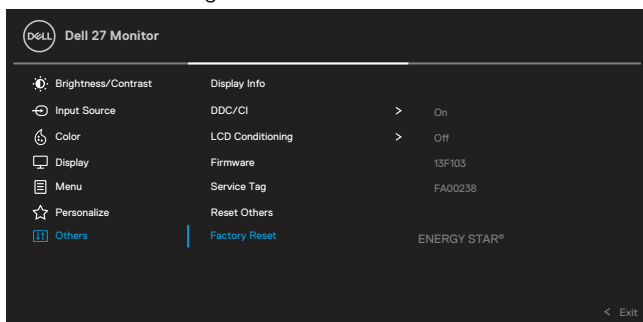 DELL Dell 27 Monitor
Brightness/Contrast Display Info
Input Source DDC/CI > On
Color LCD Conditioning > Off
Display Firmware 13F103
Menu Service Tag FA00238
Personalize Reset Others
Others Factory Reset ENERGY STAR®
< Exit